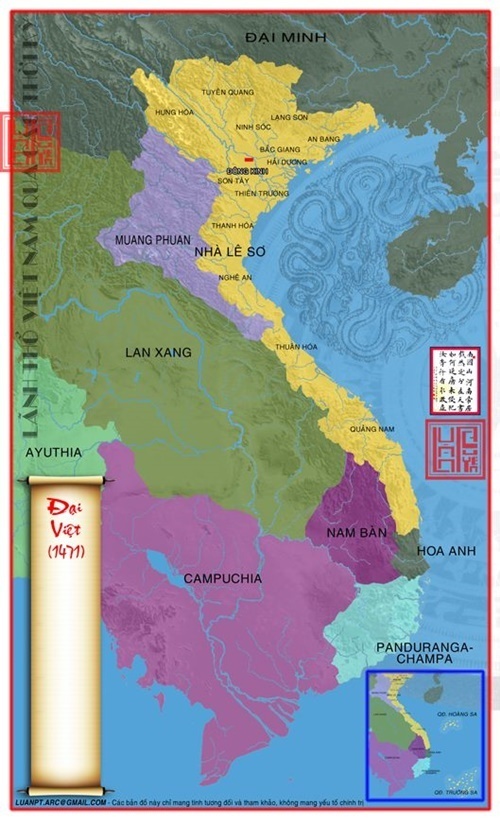 ĐẠI MINH
TUYÊN QUANG
HƯNG HÓA
LẠNG SƠN
NINH SÓC
AN BANG
BẮC GIANG
HẢI DƯƠNG
ĐÔNG KINH
SƠN TÂY
THIÊN TRƯỜNG
THANH HÓA
MUANG PHUAN
NHÀ LÊ SƠ
NGHỆ AN
THUẬN HÓA
LAN XANG
QUẢNG NAM
AYUTHIA
NAM BÀN
HOA ANH
CAMPUCHIA
PANDURANGA-
CHAMPA
Đại
Việt
(1471)
QĐ. HOÀNG SA
QĐ. TRƯỜNG SA
LUANPT.ARC@GMAIL.COM - Các bản đồ này chỉ mang tính tương đối và tham khảo, không mang yếu tố chính trị
LÃNH THỔ VIỆT NAM QUA